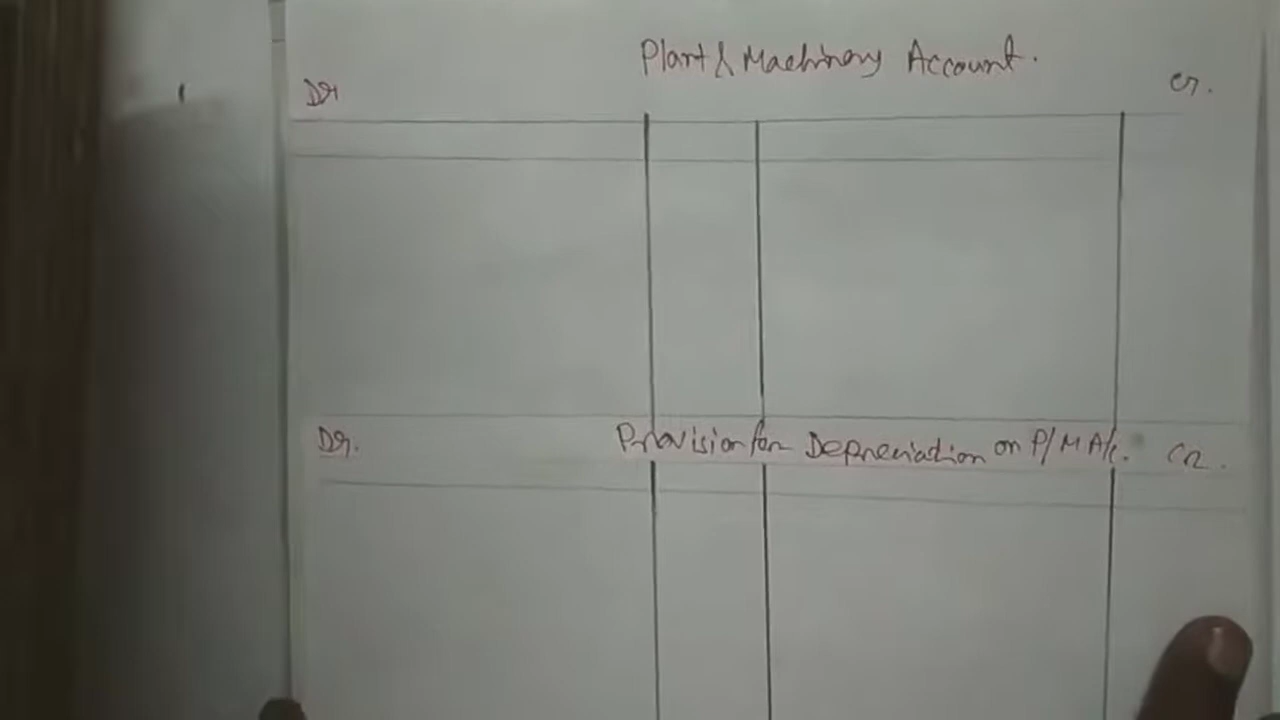 Plant & Machinery Account.
Dr Cr.
Dr. Provision for Depreciation on P/M A/c. Cr.